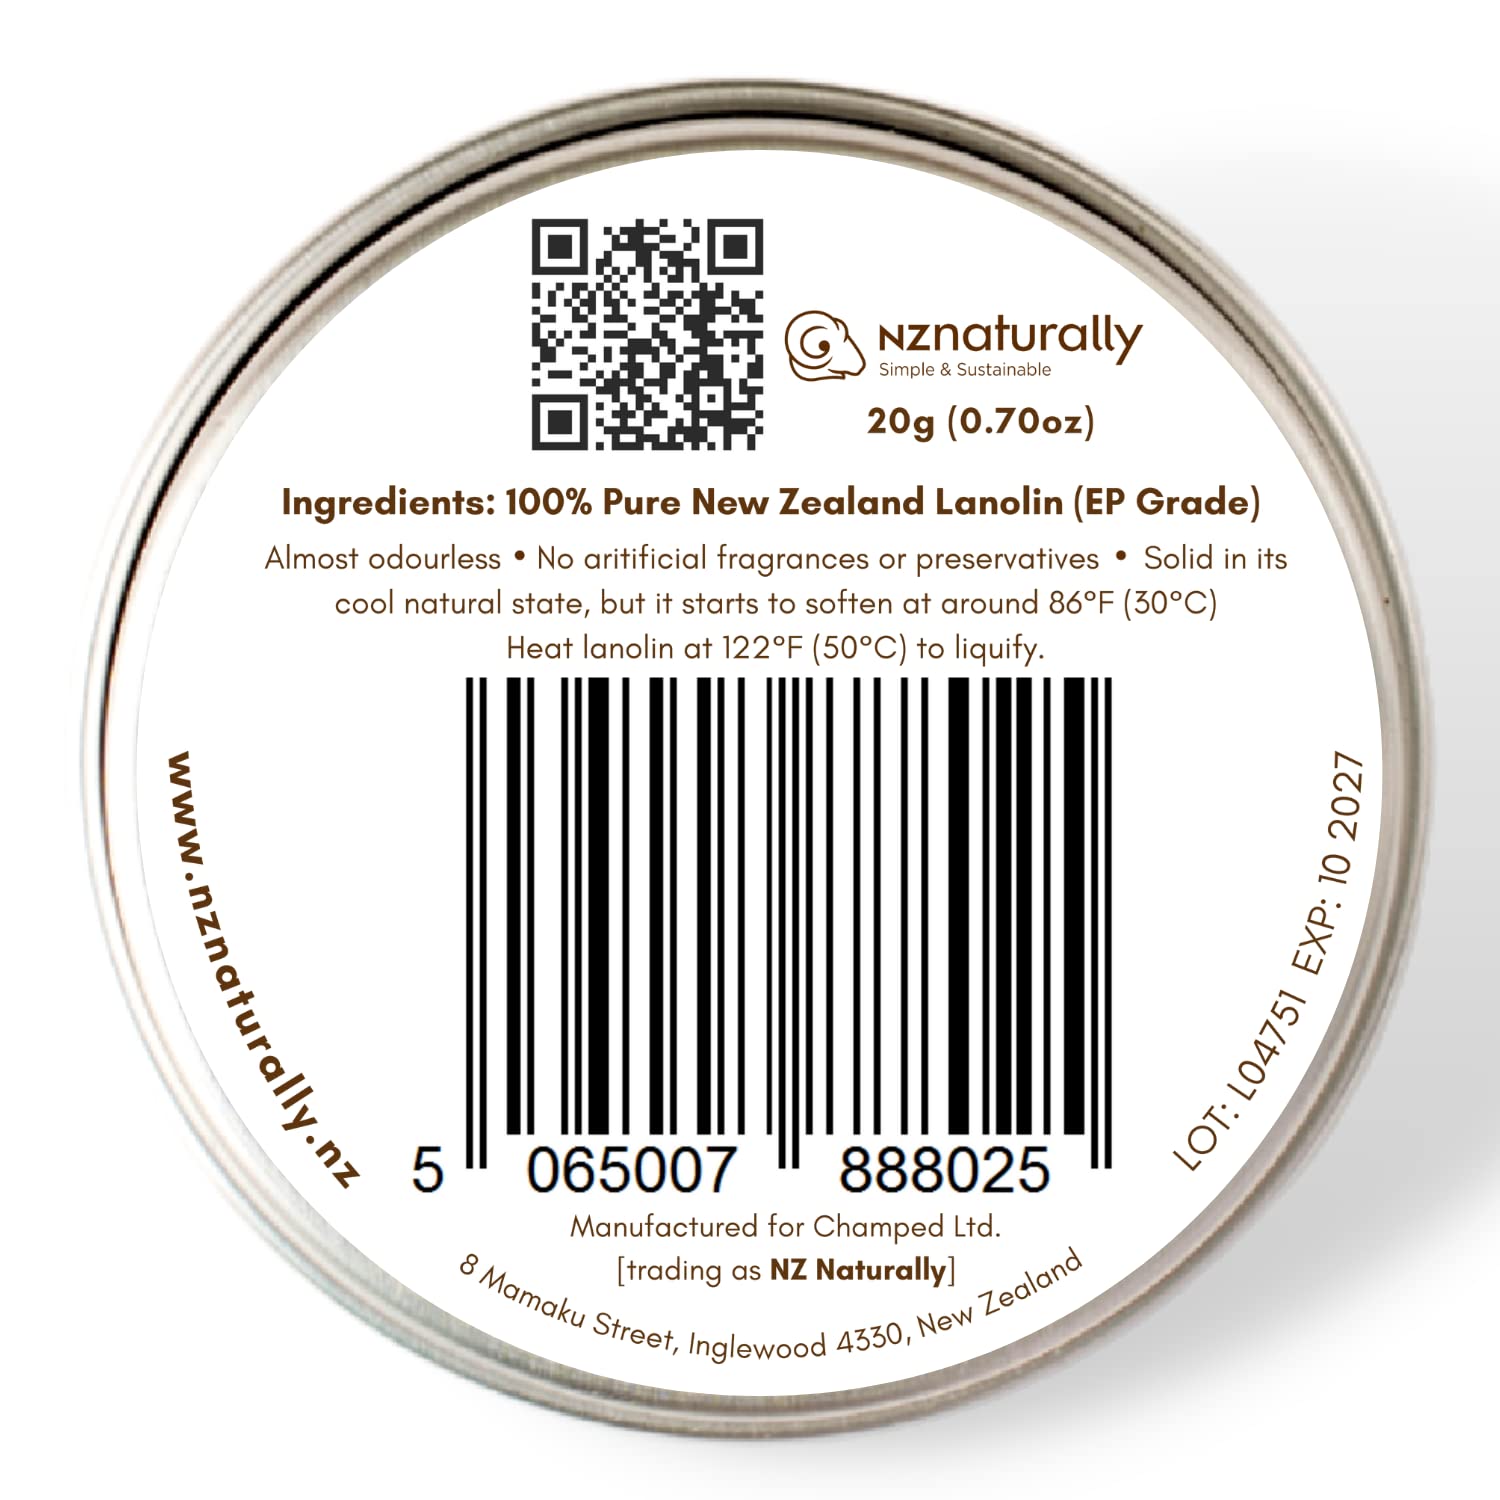 NZnaturally
Simple & Sustainable
20g (0.70oz)
Ingredients: 100% Pure New Zealand Lanolin (EP Grade)
Almost odourless • No aritificial fragrances or preservatives • Solid in its
cool natural state, but it starts to soften at around 86°F (30°C)
Heat lanolin at 122°F (50°C) to liquify.
www.nznaturally.nz
LOT: L04751 EXP: 10 2027
5 065007 888025
Manufactured for Champed Ltd.
[trading as NZ Naturally]
8 Mamaku Street, Inglewood 4330, New Zealand